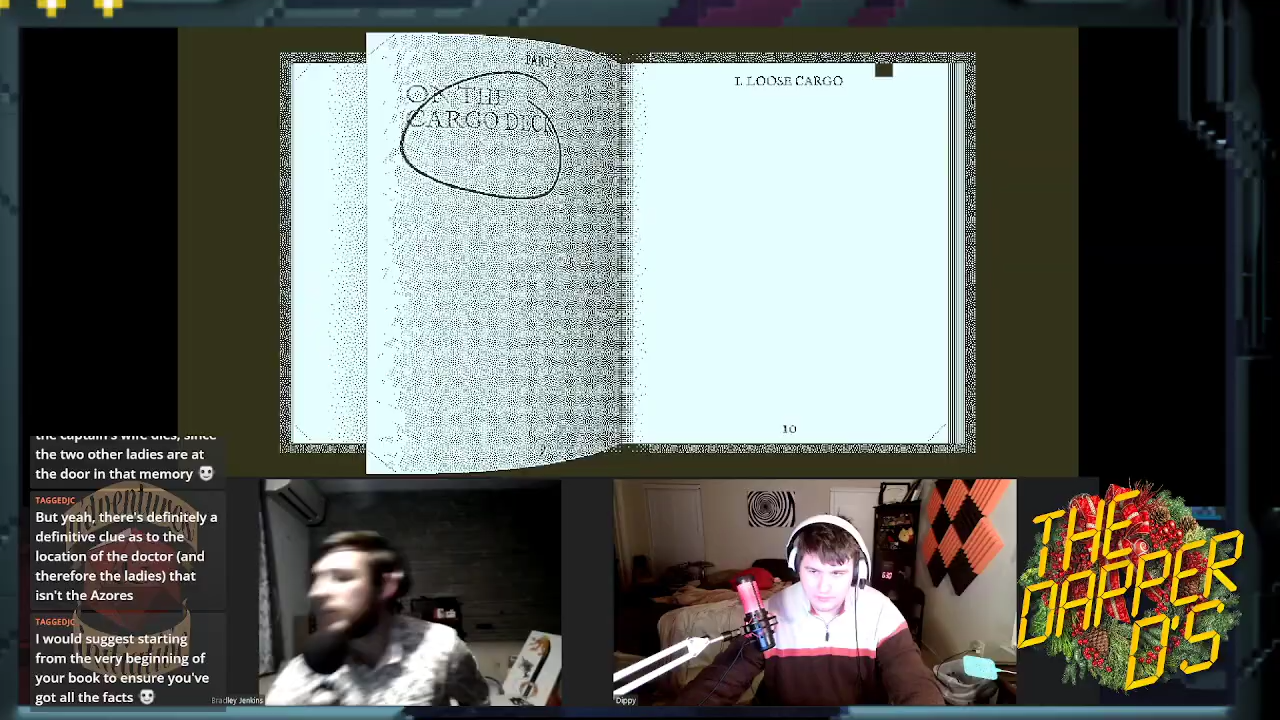 PART
ON THE
CARGO DECK
I. LOOSE CARGO
10
the captain's wife dies, since
the two other ladies are at
the door in that memory
TAGGEDJC
But yeah, there's definitely a
definitive clue as to the
location of the doctor (and
therefore the ladies) that
isn't the Azores
TAGGEDJC
I would suggest starting
from the very beginning of
your book to ensure you've
got all the facts
Bradley Jenkins
Dippy
THE
DAPPER
D'S